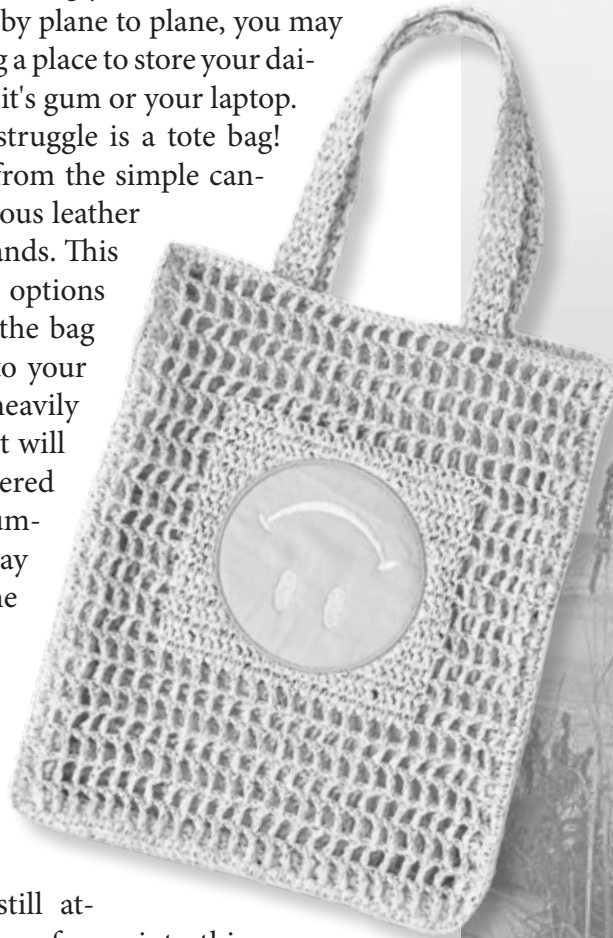 by plane to plane, you may
g a place to store your dai-
it's gum or your laptop.
struggle is a tote bag!
from the simple can-
ous leather
ands. This
options
the bag
to your
heavily
t will
ered
um-
ay
ne
still at-